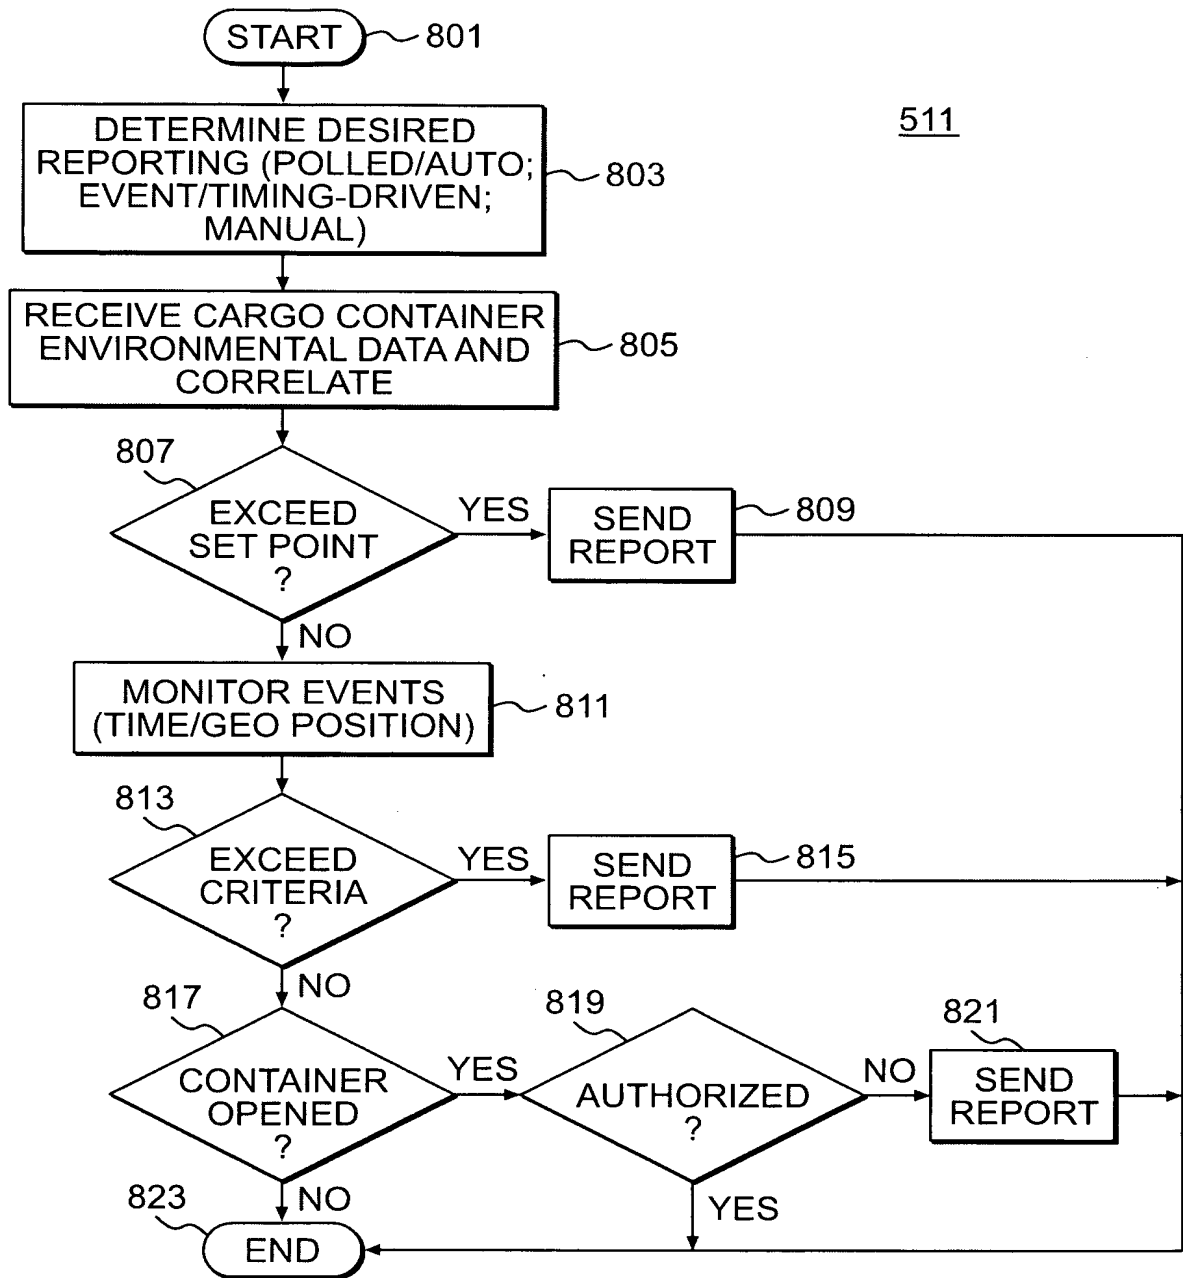 START
801
511
DETERMINE DESIRED
REPORTING (POLLED/AUTO;
EVENT/TIMING-DRIVEN;
MANUAL)
803
RECEIVE CARGO CONTAINER
ENVIRONMENTAL DATA AND
CORRELATE
805
807
EXCEED
SET POINT
?
YES
SEND
REPORT
809
NO
MONITOR EVENTS
(TIME/GEO POSITION)
811
813
EXCEED
CRITERIA
?
YES
SEND
REPORT
815
NO
817
CONTAINER
OPENED
?
YES
819
AUTHORIZED
?
NO
821
SEND
REPORT
NO
YES
823
END